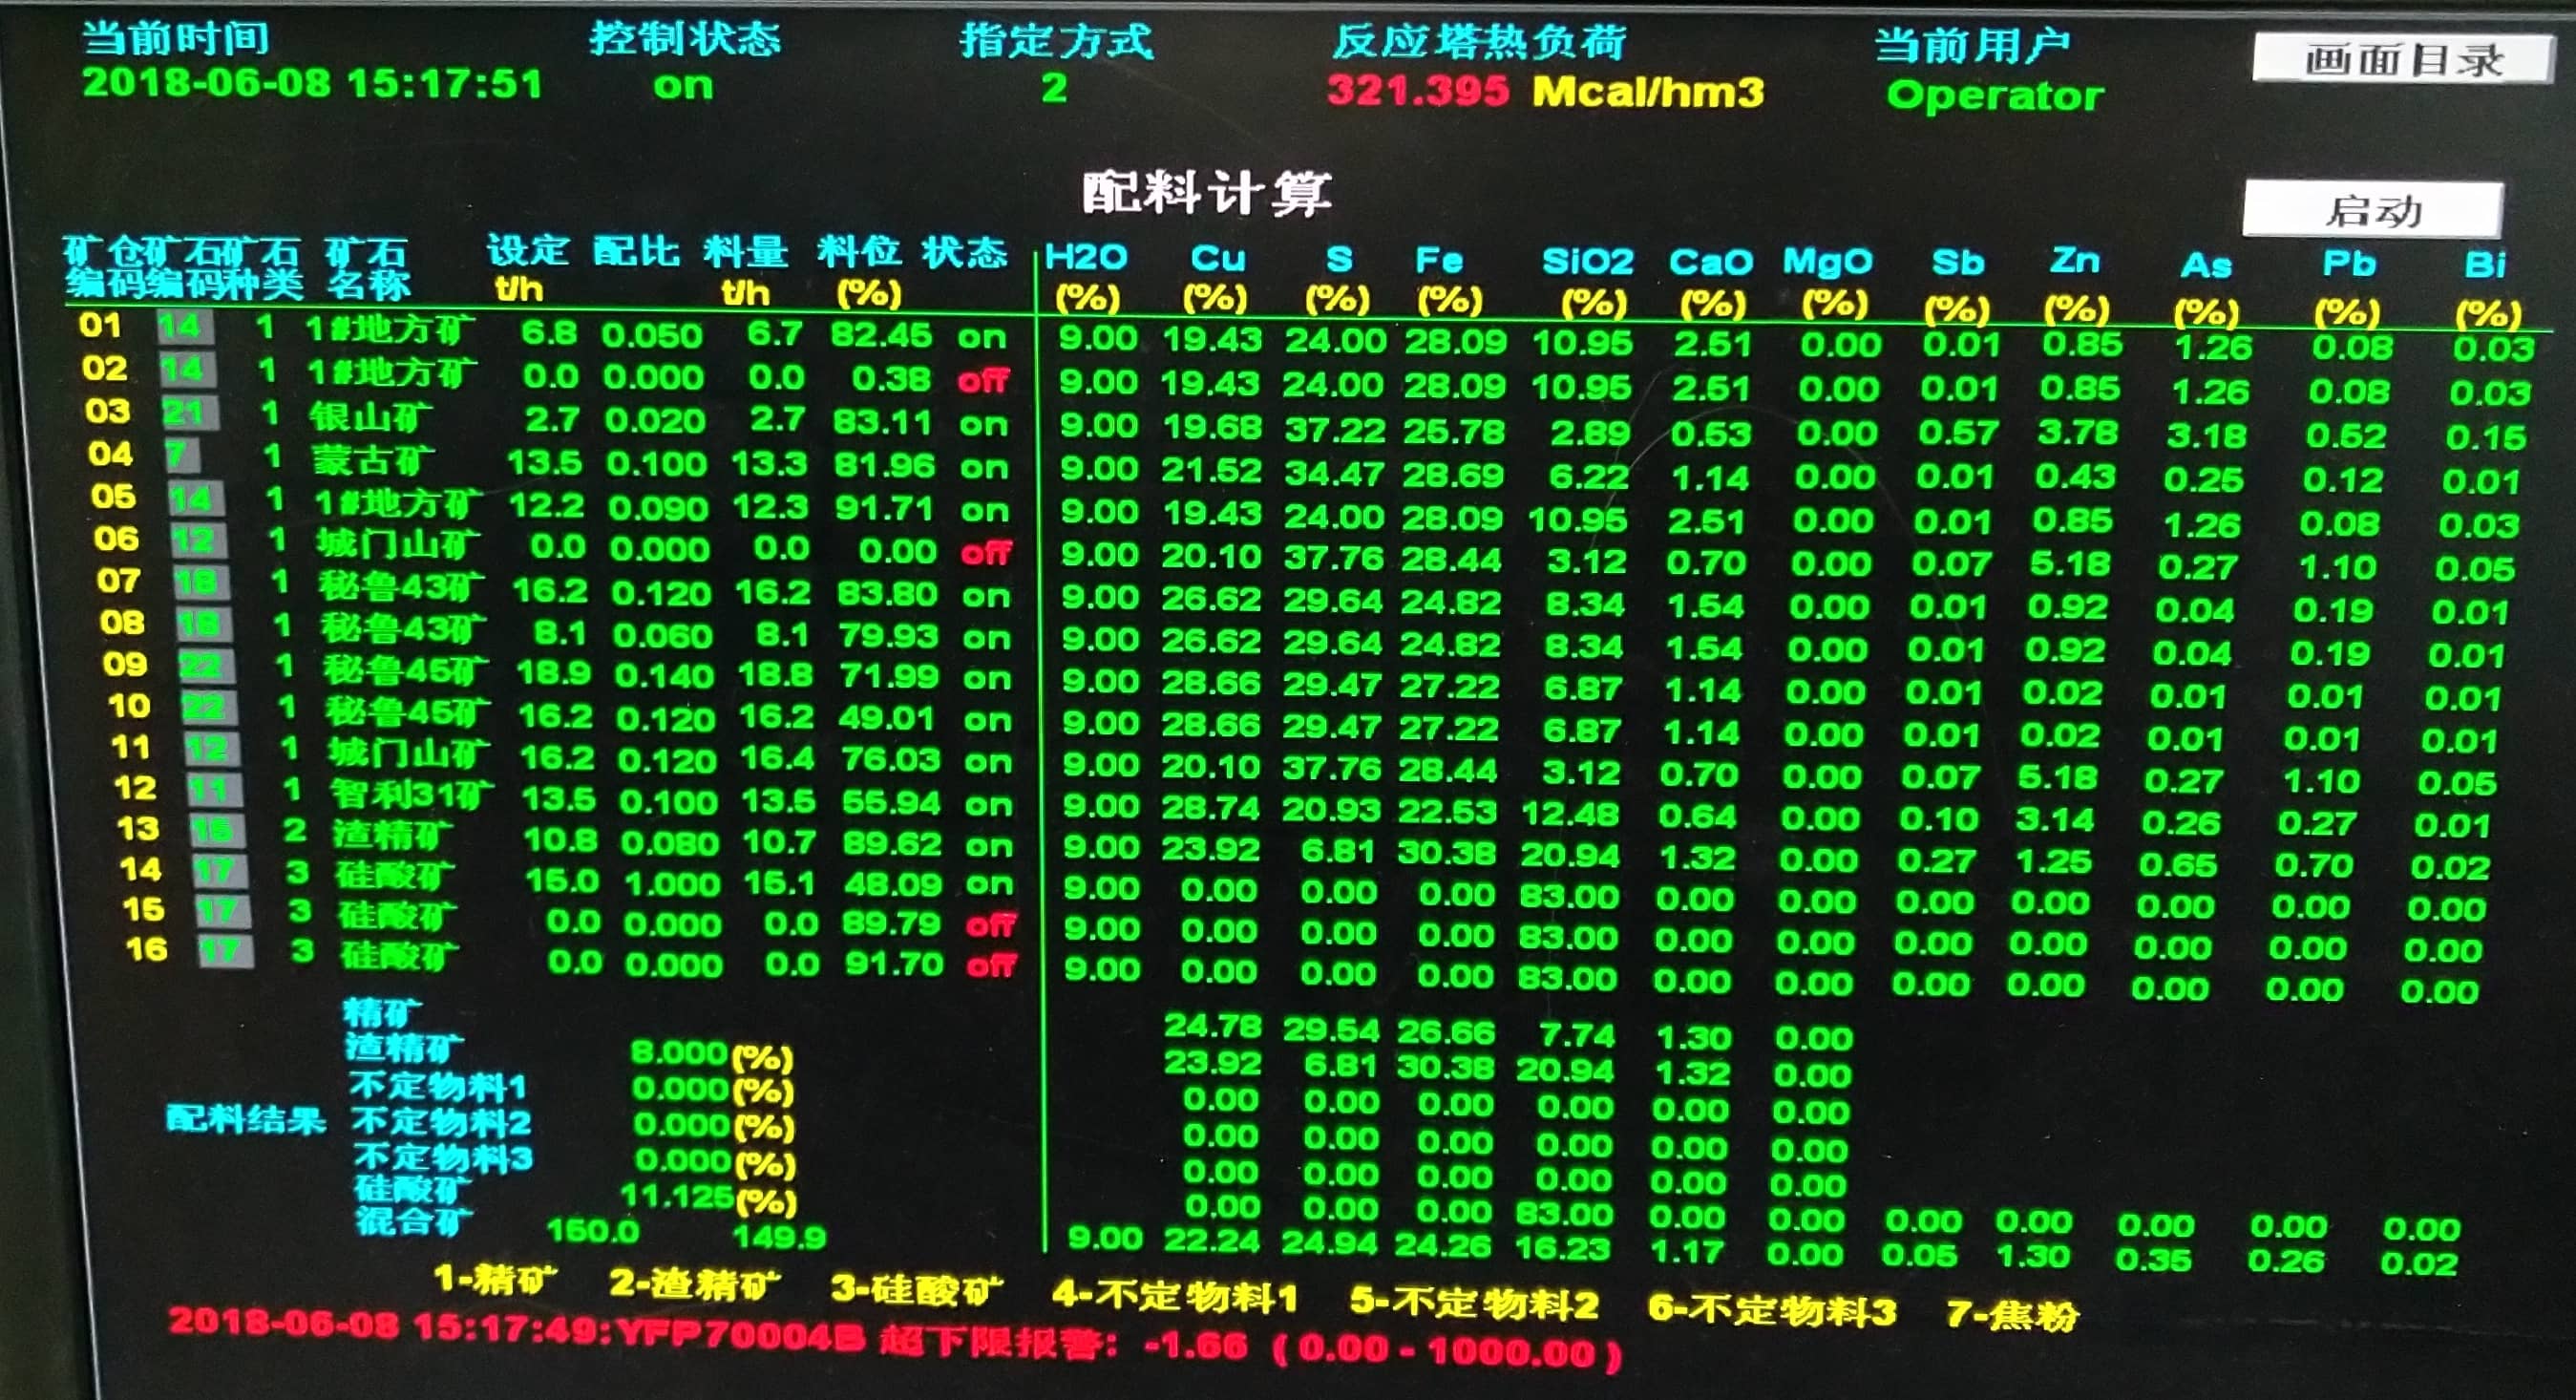 当前时间 控制状态 指定方式 反应塔热负荷 当前用户 画面目录
2018-06-08 15:17:51 on 2 321.395 Mcal/hm3 Operator
配料计算
启动
矿仓矿石矿石 矿石 设定 配比 料量 料位 状态 H2O Cu S Fe SiO2 CaO MgO Sb Zn As Pb Bi
编码编码种类 名称 t/h t/h (%) (%) (%) (%) (%) (%) (%) (%) (%) (%) (%) (%) (%)
01 14 1 1#地方矿 6.8 0.050 6.7 82.45 on 9.00 19.43 24.00 28.09 10.95 2.51 0.00 0.01 0.85 1.26 0.08 0.03
02 14 1 1#地方矿 0.0 0.000 0.0 0.38 off 9.00 19.43 24.00 28.09 10.95 2.51 0.00 0.01 0.85 1.26 0.08 0.03
03 21 1 银山矿 2.7 0.020 2.7 83.11 on 9.00 19.68 37.22 25.78 2.89 0.53 0.00 0.57 3.78 3.18 0.52 0.15
04 7 1 蒙古矿 13.5 0.100 13.3 81.96 on 9.00 21.52 34.47 28.69 6.22 1.14 0.00 0.01 0.43 0.25 0.12 0.01
05 14 1 1#地方矿 12.2 0.090 12.3 91.71 on 9.00 19.43 24.00 28.09 10.95 2.51 0.00 0.01 0.85 1.26 0.08 0.03
06 12 1 城门山矿 0.0 0.000 0.0 0.00 off 9.00 20.10 37.76 28.44 3.12 0.70 0.00 0.07 5.18 0.27 1.10 0.05
07 18 1 秘鲁43矿 16.2 0.120 16.2 83.80 on 9.00 26.62 29.64 24.82 8.34 1.54 0.00 0.01 0.92 0.04 0.19 0.01
08 18 1 秘鲁43矿 8.1 0.060 8.1 79.93 on 9.00 26.62 29.64 24.82 8.34 1.54 0.00 0.01 0.92 0.04 0.19 0.01
09 22 1 秘鲁45矿 18.9 0.140 18.8 71.99 on 9.00 28.66 29.47 27.22 6.87 1.14 0.00 0.01 0.02 0.01 0.01 0.01
10 22 1 秘鲁45矿 16.2 0.120 16.2 49.01 on 9.00 28.66 29.47 27.22 6.87 1.14 0.00 0.01 0.02 0.01 0.01 0.01
11 12 1 城门山矿 16.2 0.120 16.4 76.03 on 9.00 20.10 37.76 28.44 3.12 0.70 0.00 0.07 5.18 0.27 1.10 0.05
12 11 1 智利31矿 13.5 0.100 13.5 55.94 on 9.00 28.74 20.93 22.53 12.48 0.64 0.00 0.10 3.14 0.26 0.27 0.01
13 15 2 渣精矿 10.8 0.080 10.7 89.62 on 9.00 23.92 6.81 30.38 20.94 1.32 0.00 0.27 1.25 0.65 0.70 0.02
14 17 3 硅酸矿 15.0 1.000 15.1 48.09 on 9.00 0.00 0.00 0.00 83.00 0.00 0.00 0.00 0.00 0.00 0.00 0.00
15 17 3 硅酸矿 0.0 0.000 0.0 89.79 off 9.00 0.00 0.00 0.00 83.00 0.00 0.00 0.00 0.00 0.00 0.00 0.00
16 17 3 硅酸矿 0.0 0.000 0.0 91.70 off 9.00 0.00 0.00 0.00 83.00 0.00 0.00 0.00 0.00 0.00 0.00 0.00
精矿 24.78 29.54 26.66 7.74 1.30 0.00
渣精矿 8.000 (%) 23.92 6.81 30.38 20.94 1.32 0.00
不定物料1 0.000 (%) 0.00 0.00 0.00 0.00 0.00 0.00
配料结果 不定物料2 0.000 (%) 0.00 0.00 0.00 0.00 0.00 0.00
不定物料3 0.000 (%) 0.00 0.00 0.00 0.00 0.00 0.00
硅酸矿 11.125 (%) 0.00 0.00 0.00 83.00 0.00 0.00 0.00 0.00 0.00 0.00 0.00
混合矿 150.0 149.9 9.00 22.24 24.94 24.26 16.23 1.17 0.00 0.05 1.30 0.35 0.26 0.02
1-精矿 2-渣精矿 3-硅酸矿 4-不定物料1 5-不定物料2 6-不定物料3 7-焦粉
2018-06-08 15:17:49:YFP70004B 超下限报警: -1.66 ( 0.00 - 1000.00 )